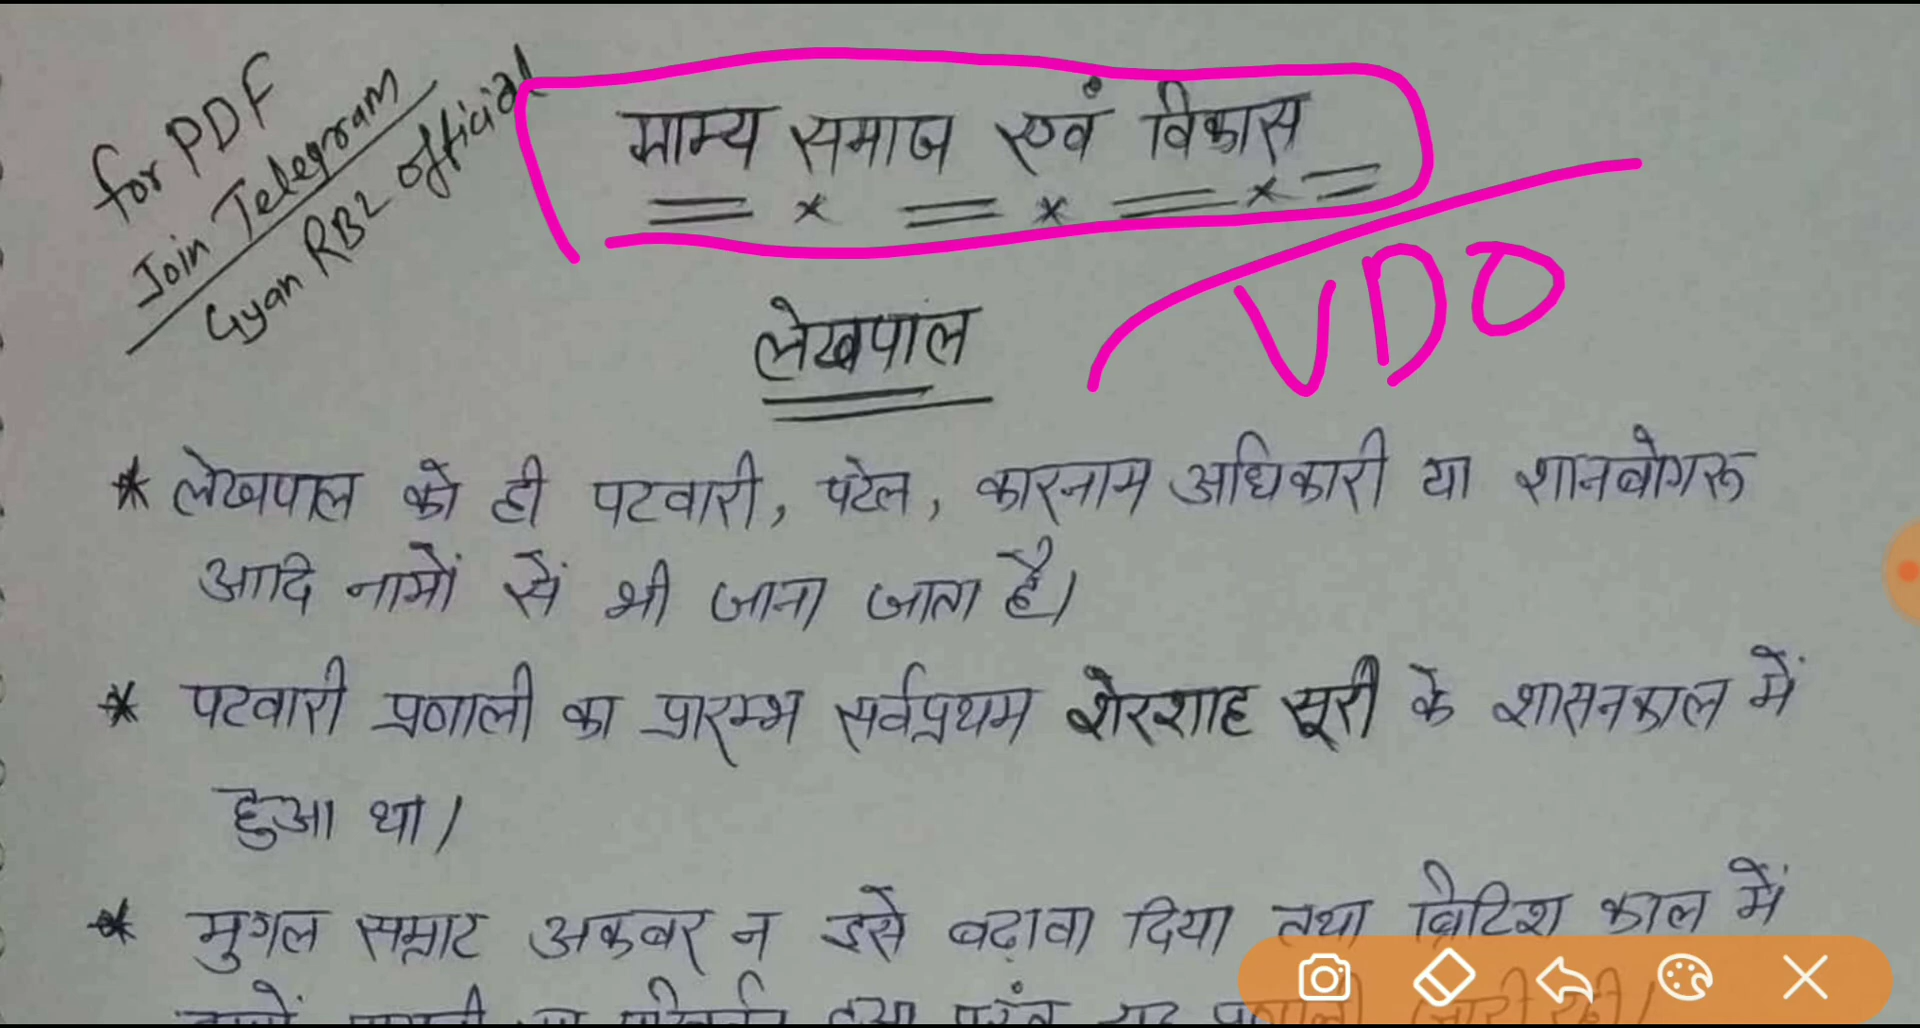 for PDF
Join Telegram
Gyan RBL official
ग्राम्य समाज एवं विकास
VDO
लेखपाल
* लेखपाल को ही पटवारी, पटेल, कारनाम अधिकारी या शानबोगरू
आदि नामों से भी जाना जाता है।
* पटवारी प्रणाली का प्रारम्भ सर्वप्रथम शेरशाह सूरी के शासनकाल में
हुआ था।
* मुगल सम्राट अकबर न इसे बढ़ावा दिया तथा ब्रिटिश काल में